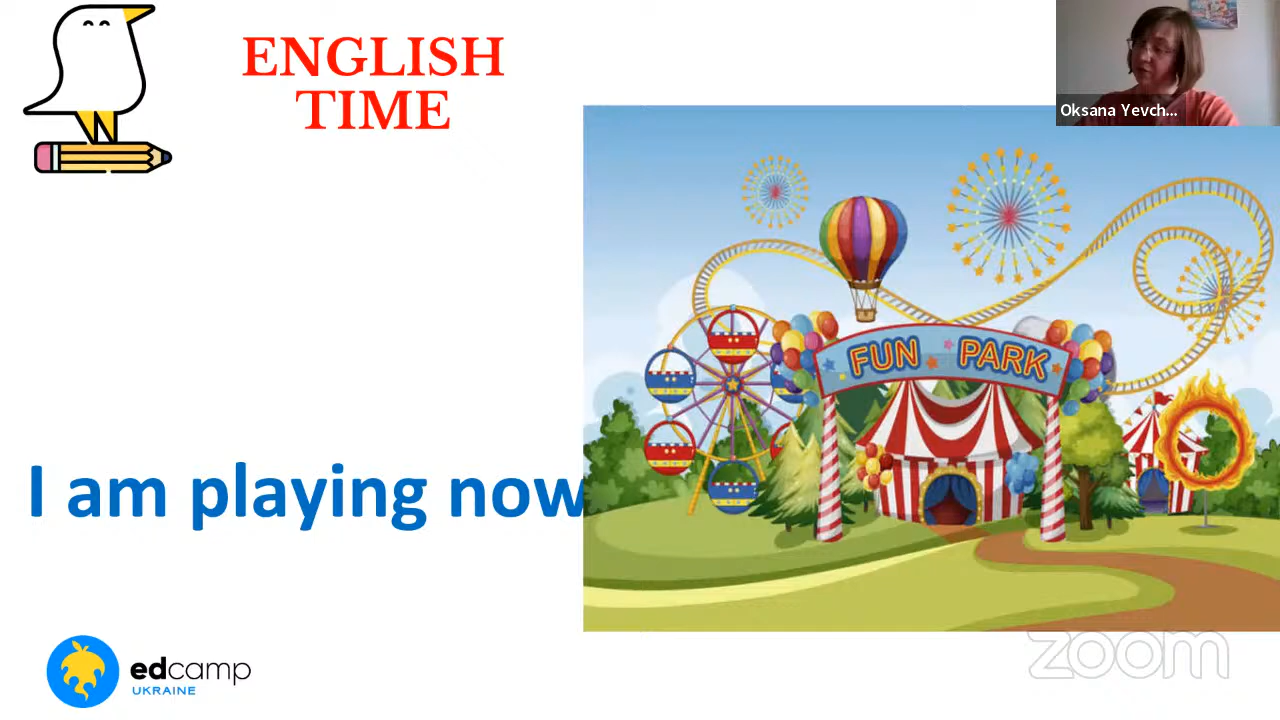 ENGLISH
TIME
Oksana Yevch...
FUN PARK
I am playing now
edcamp
UKRAINE
zoom